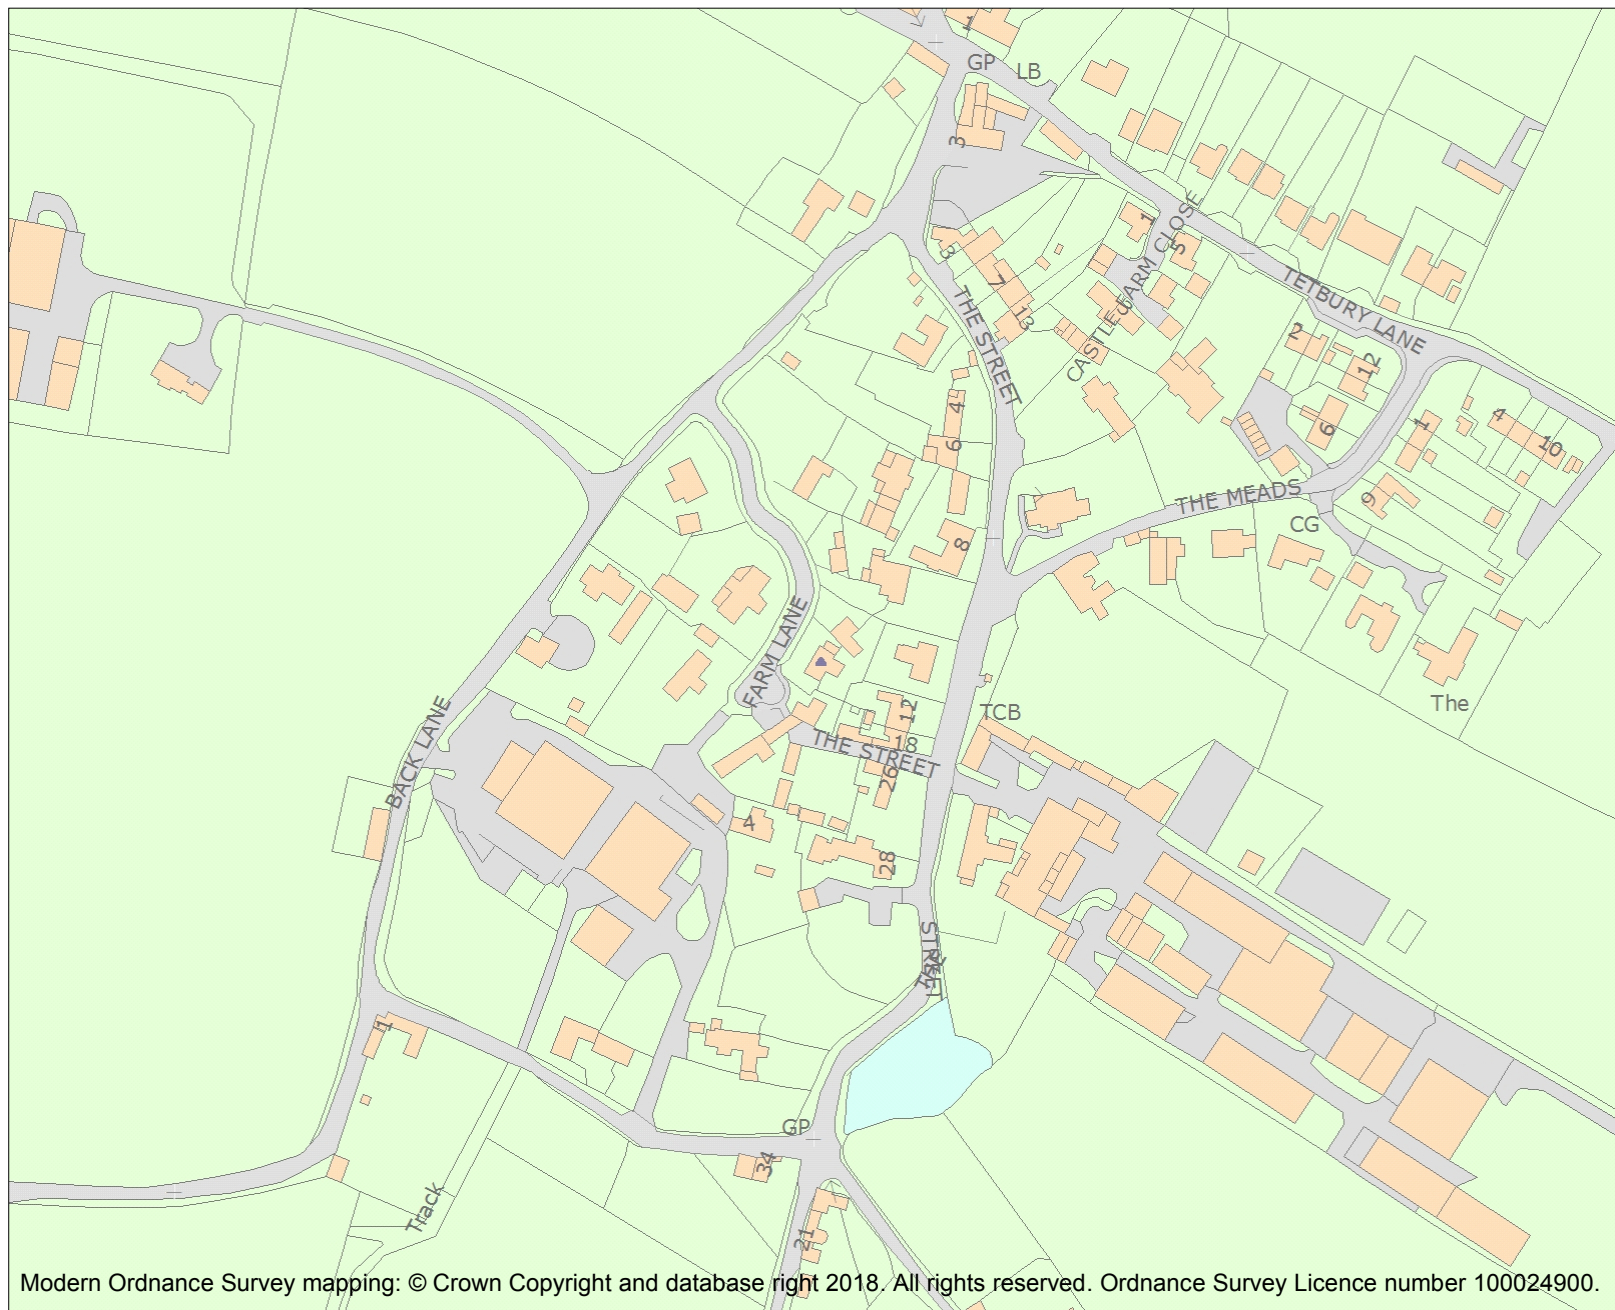 1
GP
LB
3
1
3
5
7
CASTLE FARM CLOSE
TETBURY LANE
THE STREET
13
2
12
4
6
6
1
4
10
THE MEADS
9
CG
8
FARM LANE
The
BACK LANE
TCB
12
18
THE STREET
26
4
28
THE STREET
1
GP
34
Track
21
Modern Ordnance Survey mapping: © Crown Copyright and database right 2018. All rights reserved. Ordnance Survey Licence number 100024900.